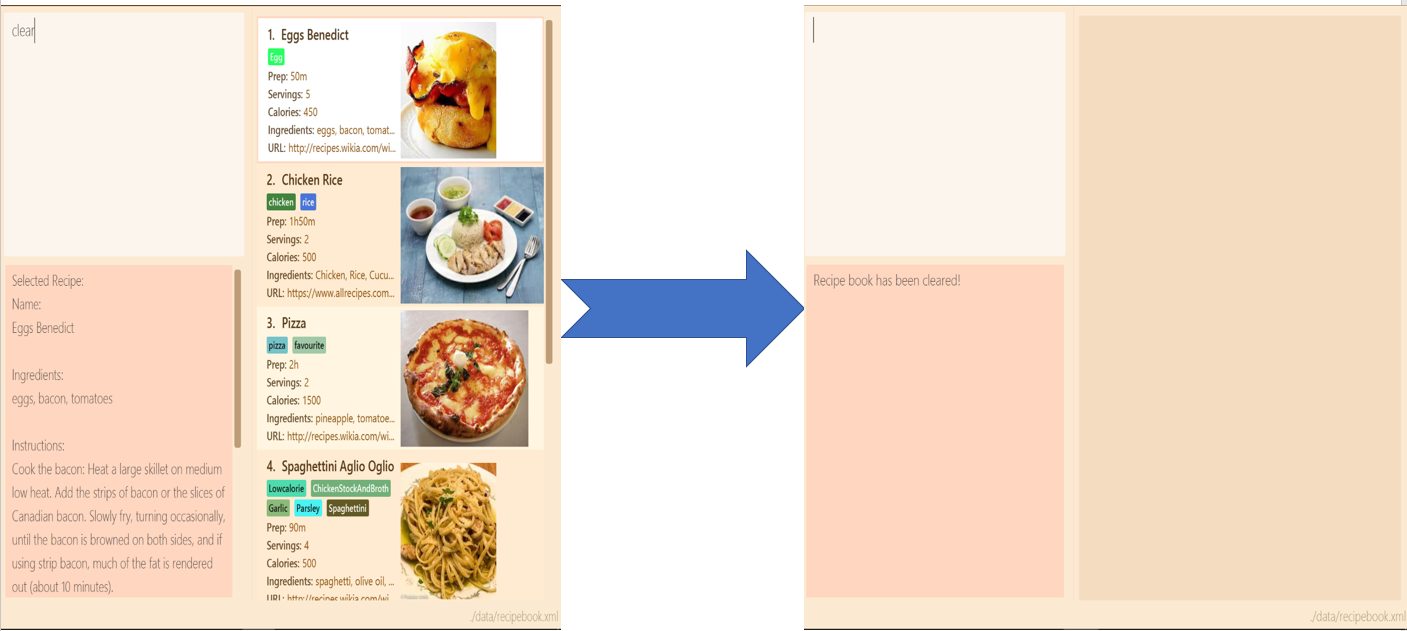 clear
Selected Recipe:
Name:
Eggs Benedict
Ingredients:
eggs, bacon, tomatoes
Instructions:
Cook the bacon: Heat a large skillet on medium
low heat. Add the strips of bacon or the slices of
Canadian bacon. Slowly fry, turning occasionally,
until the bacon is browned on both sides, and if
using strip bacon, much of the fat is rendered
out (about 10 minutes).
1. Eggs Benedict
Egg
Prep: 50m
Servings: 5
Calories: 450
Ingredients: eggs, bacon, tomat...
URL: http://recipes.wikia.com/wi...
2. Chicken Rice
chicken rice
Prep: 1h50m
Servings: 2
Calories: 500
Ingredients: Chicken, Rice, Cucu...
URL: https://www.allrecipes.com...
3. Pizza
pizza favourite
Prep: 2h
Servings: 2
Calories: 1500
Ingredients: pineapple, tomatoe...
URL: http://recipes.wikia.com/wi...
4. Spaghettini Aglio Oglio
Lowcalorie ChickenStockAndBroth
Garlic Parsley Spaghettini
Prep: 90m
Servings: 4
Calories: 500
Ingredients: spaghetti, olive oil, ...
URL: http://recipes.wikia.com/wi...
./data/recipebook.xml
Recipe book has been cleared!
./data/recipebook.xml